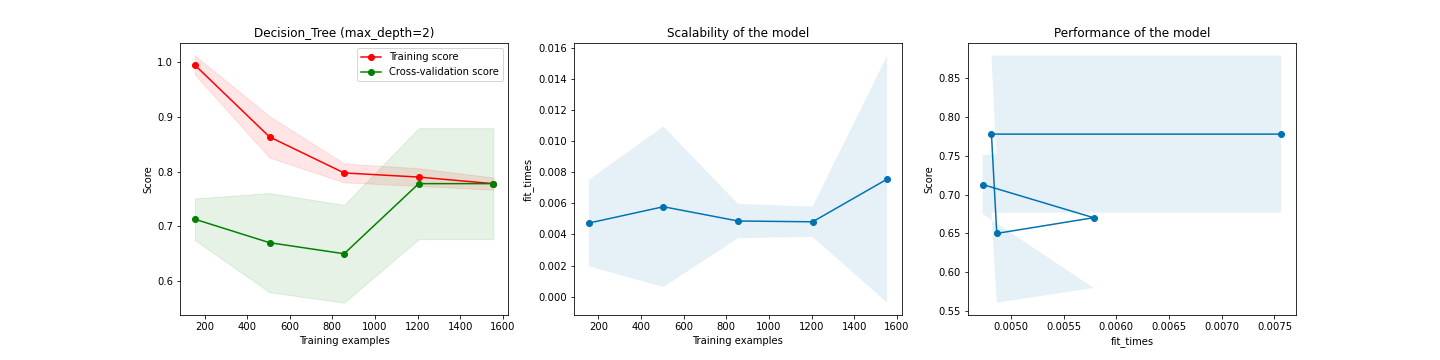 Decision_Tree (max_depth=2)
Training score
Cross-validation score
Score
1.0
0.9
0.8
0.7
0.6
200 400 600 800 1000 1200 1400 1600
Training examples
Scalability of the model
fit_times
0.016
0.014
0.012
0.010
0.008
0.006
0.004
0.002
0.000
200 400 600 800 1000 1200 1400 1600
Training examples
Performance of the model
Score
0.85
0.80
0.75
0.70
0.65
0.60
0.55
0.0050 0.0055 0.0060 0.0065 0.0070 0.0075
fit_times